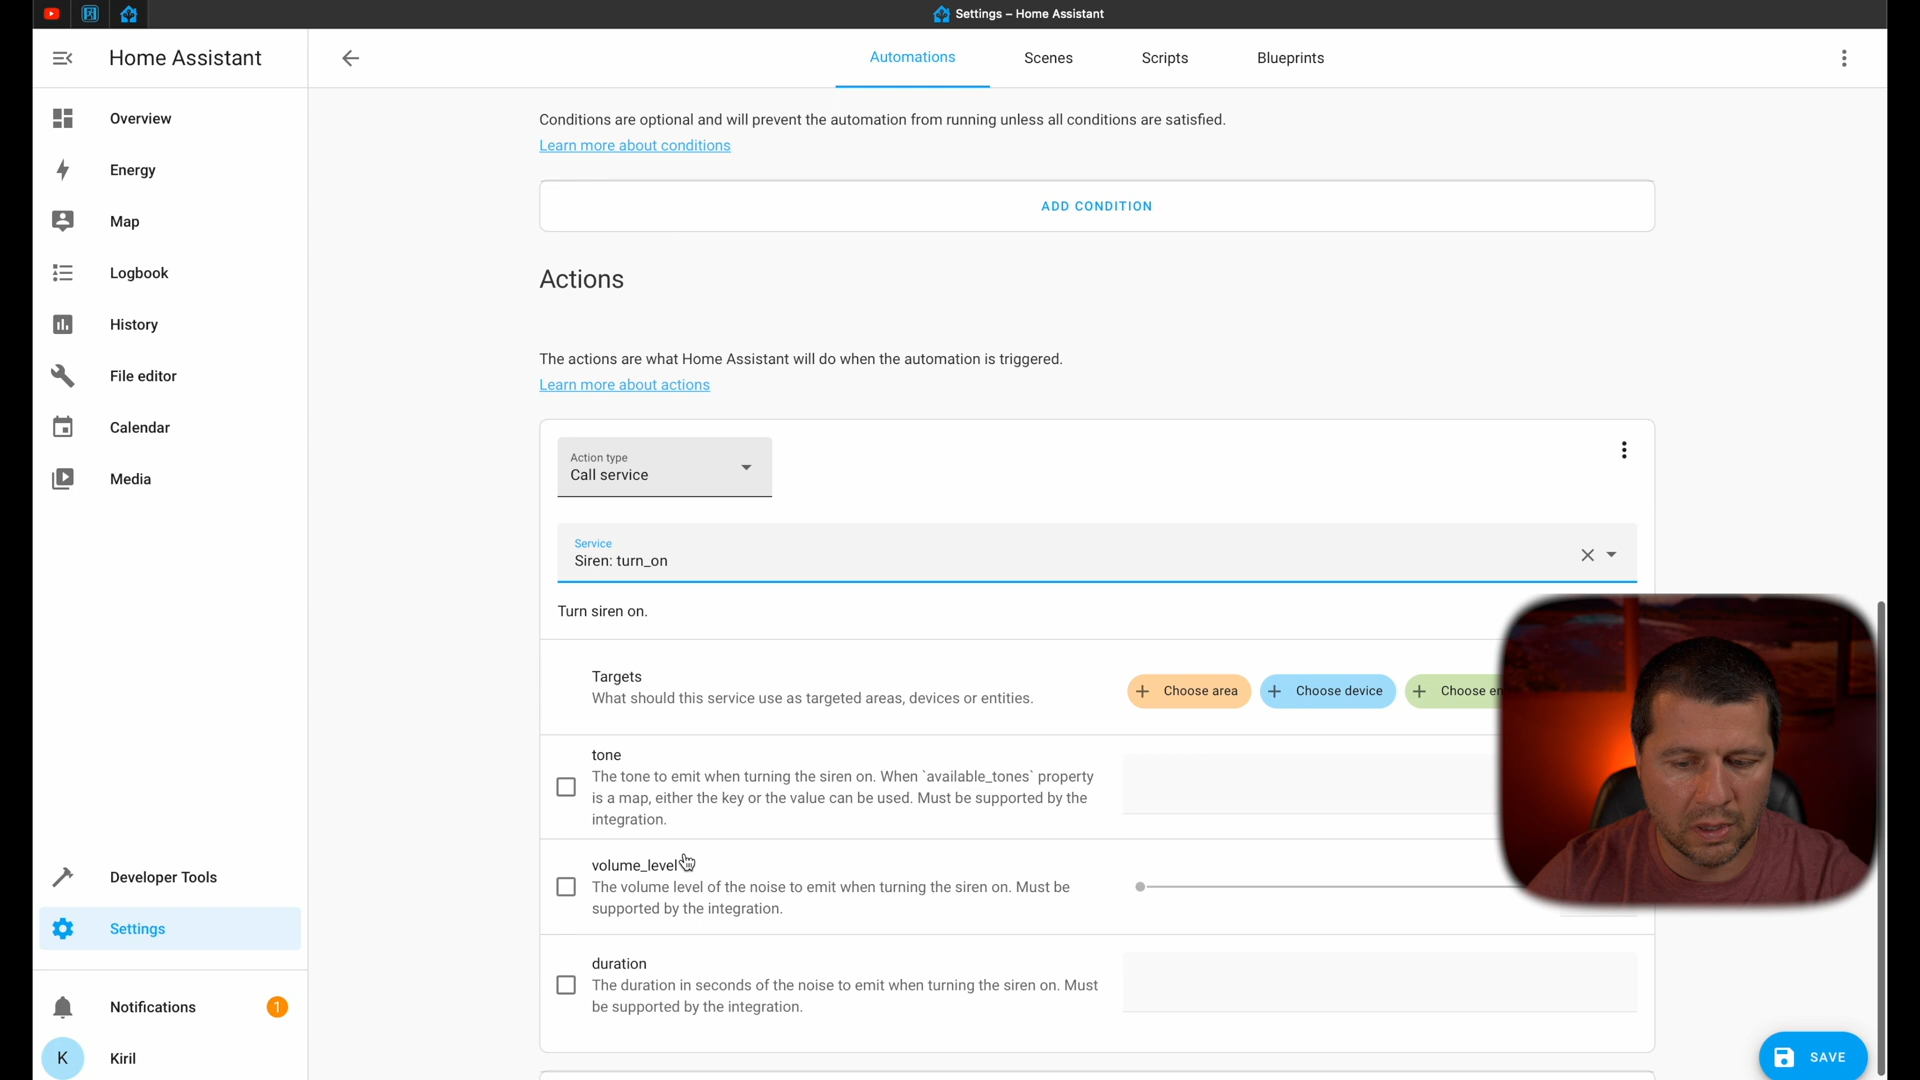 Settings – Home Assistant
Home Assistant
Automations
Scenes
Scripts
Blueprints
Overview
Energy
Map
Logbook
History
File editor
Calendar
Media
Developer Tools
Settings
Notifications
1
K
Kiril
Conditions are optional and will prevent the automation from running unless all conditions are satisfied.
Learn more about conditions
ADD CONDITION
Actions
The actions are what Home Assistant will do when the automation is triggered.
Learn more about actions
Action type
Call service
Service
Siren: turn_on
Turn siren on.
Targets
What should this service use as targeted areas, devices or entities.
Choose area
Choose device
Choose en
tone
The tone to emit when turning the siren on. When `available_tones` property
is a map, either the key or the value can be used. Must be supported by the
integration.
volume_level
The volume level of the noise to emit when turning the siren on. Must be
supported by the integration.
duration
The duration in seconds of the noise to emit when turning the siren on. Must
be supported by the integration.
SAVE